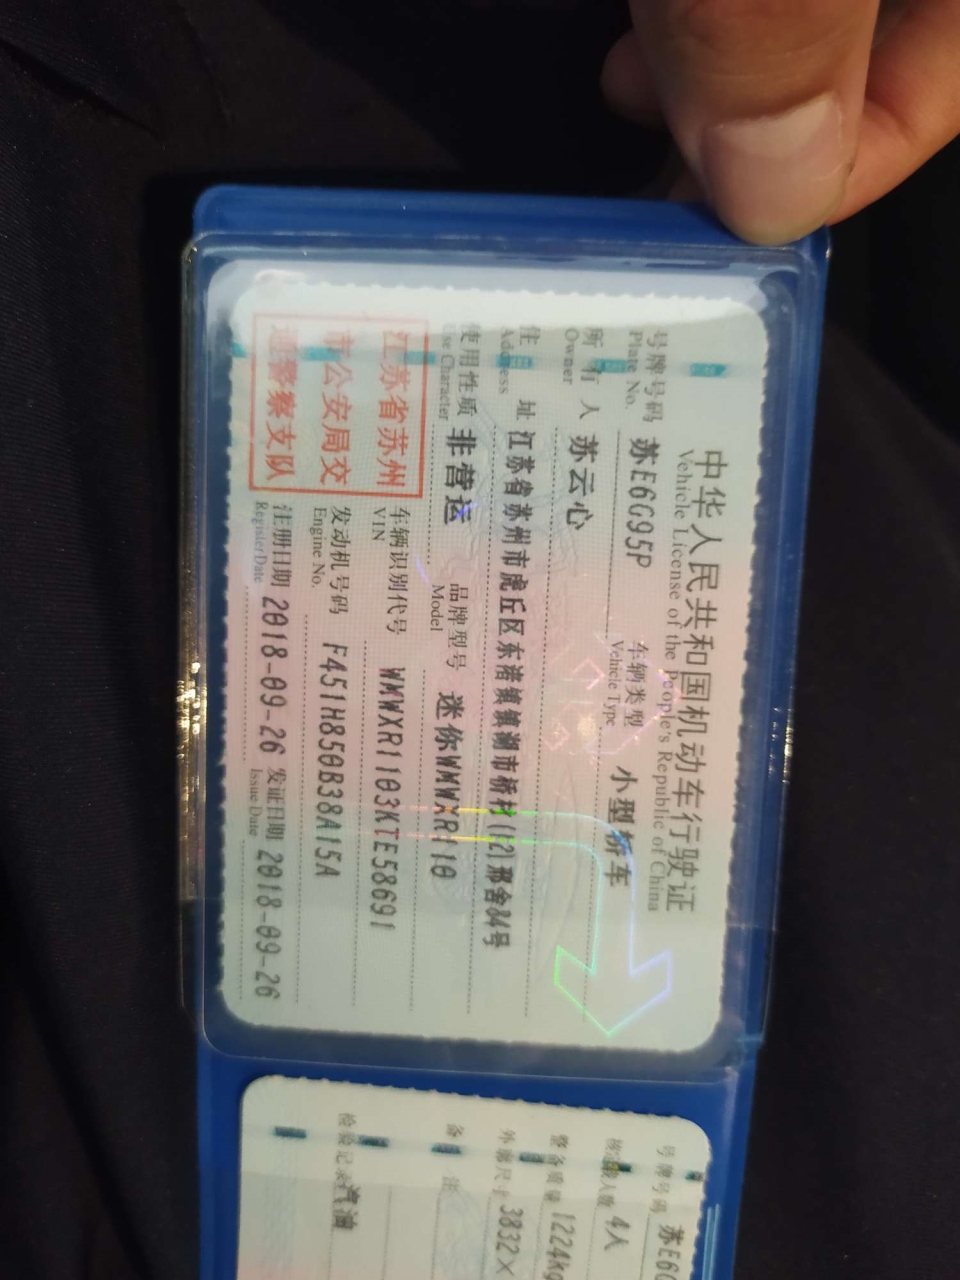 中华人民共和国机动车行驶证
Vehicle License of the People's Republic of China
号牌号码 苏E6G95P 车辆类型 小型轿车
Plate No. Vehicle Type
所有人 苏云心
Owner
住址 江苏省苏州市虎丘区东渚镇镇湖市桥村(12)邢舍84号
Address
使用性质 非营运 品牌型号 迷你WMWXR110
Use Character Model
江苏省苏州
市公安局交
通警察支队
车辆识别代号 WMWXR1103KTE58691
VIN
发动机号码 F451H850B38A15A
Engine No.
注册日期 2018-09-26 发证日期 2018-09-26
Register Date Issue Date
号牌号码 苏E6G
核定载人数 4人
整备质量 1224kg
外廓尺寸 3832×
备注
检验记录 汽油